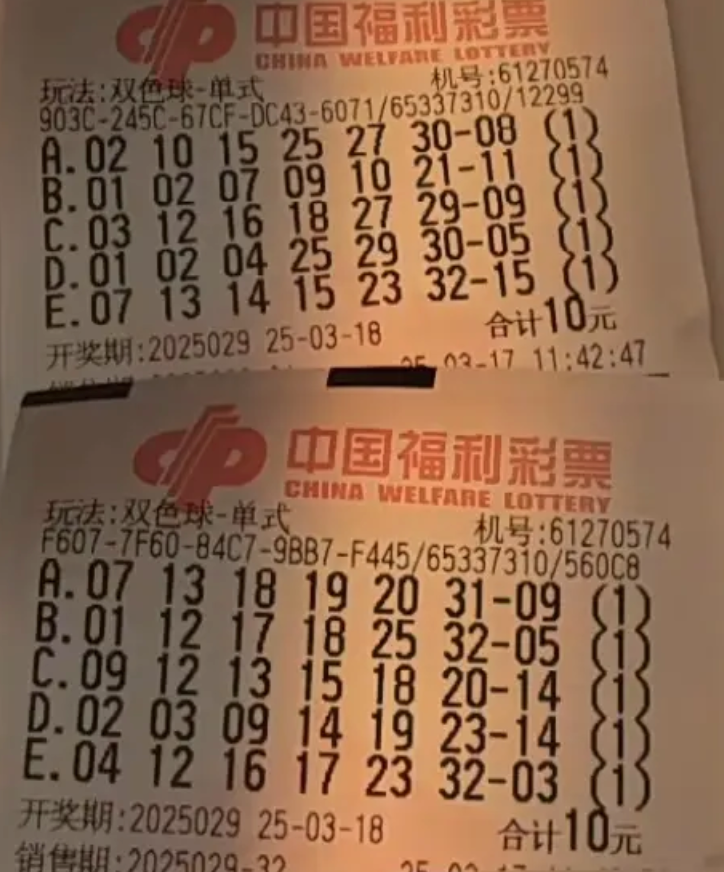 中国福利彩票
CHINA WELFARE LOTTERY
玩法:双色球-单式 机号:61270574
903C-245C-67CF-DC43-6071/65337310/12299
A.02 10 15 25 27 30-08 (1)
B.01 02 07 09 10 21-11 (1)
C.03 12 16 18 27 29-09 (1)
D.01 02 04 25 29 30-05 (1)
E.07 13 14 15 23 32-15 (1)
合计10元
开奖期:2025029 25-03-18
25-03-17 11:42:47
中国福利彩票
CHINA WELFARE LOTTERY
玩法:双色球-单式 机号:61270574
F607-7F60-84C7-9BB7-F445/65337310/560C8
A.07 13 18 19 20 31-09 (1)
B.01 12 17 18 25 32-05 (1)
C.09 12 13 15 18 20-14 (1)
D.02 03 09 14 19 23-14 (1)
E.04 12 16 17 23 32-03 (1)
开奖期:2025029 25-03-18 合计10元
销售期:2025029-32